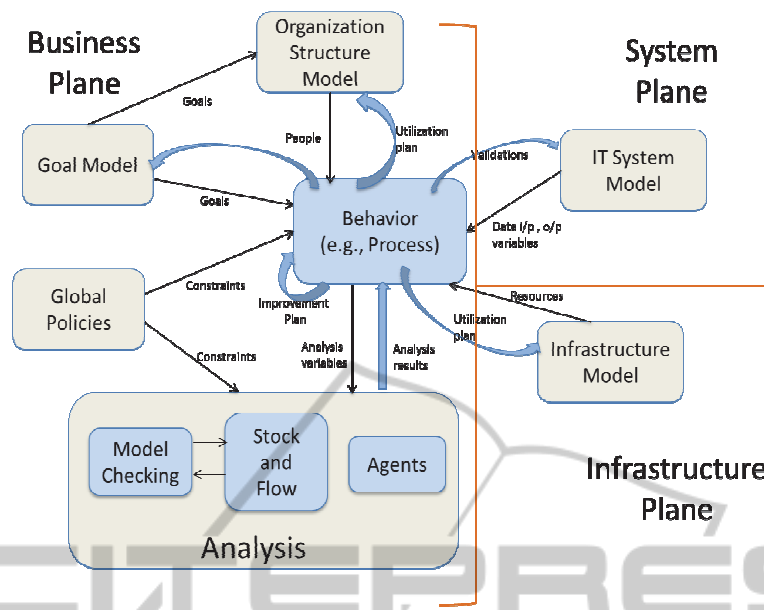 Business
Plane
Organization
Structure
Model
System
Plane
Goals
People
Utilization
plan
Validations
Goal Model
IT System
Model
Goals
Behavior
(e.g., Process)
Data i/p , o/p
variables
Global
Policies
Constraints
Improvement
Plan
Resources
Utilization
plan
Infrastructure
Model
Constraints
Analysis
variables
Analysis
results
Model
Checking
Stock
and
Flow
Agents
Infrastructure
Plane
Analysis
CITEPRES